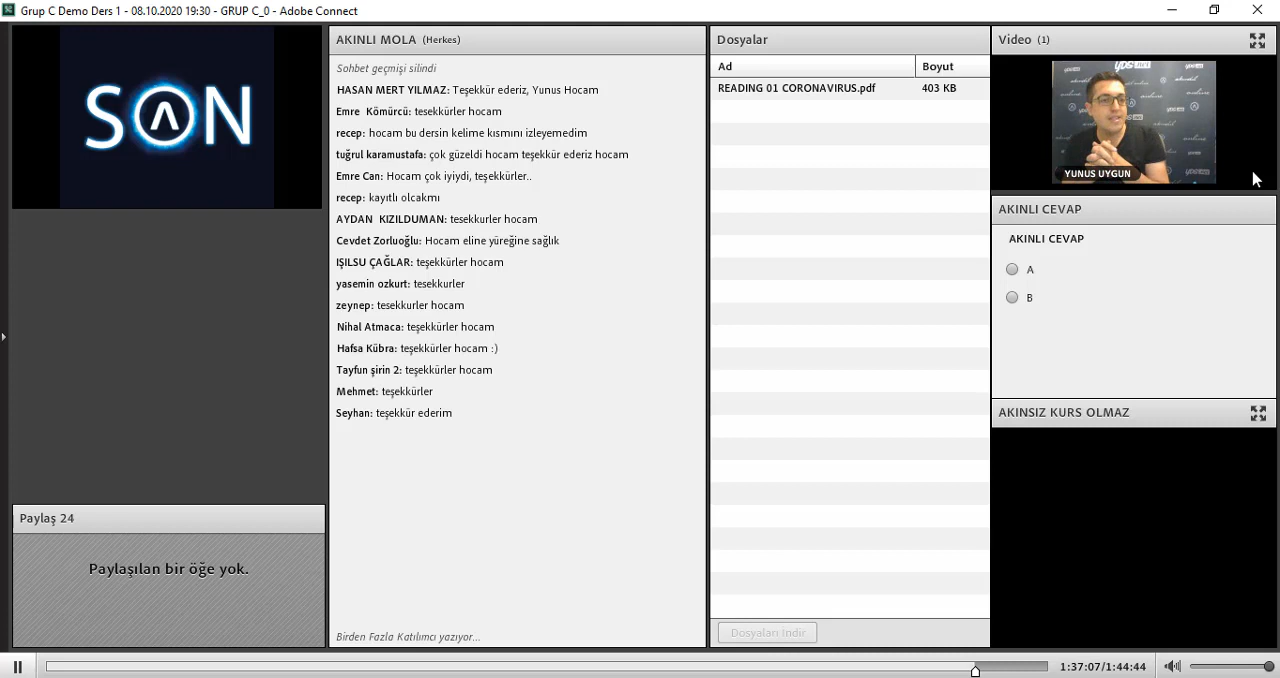 Grup C Demo Ders 1 - 08.10.2020 19:30 - GRUP C_0 - Adobe Connect
SON
AKINLI MOLA (Herkes)
Sohbet geçmişi silindi
HASAN MERT YILMAZ: Teşekkür ederiz, Yunus Hocam
Emre Kömürcü: tesekkürler hocam
recep: hocam bu dersin kelime kısmını izleyemedim
tuğrul karamustafa: çok güzeldi hocam teşekkür ederiz hocam
Emre Can: Hocam çok iyiydi, teşekkürler..
recep: kayıtlı olcakmı
AYDAN KIZILDUMAN: tesekkurler hocam
Cevdet Zorluoğlu: Hocam eline yüreğine sağlık
IŞILSU ÇAĞLAR: teşekkürler hocam
yasemin ozkurt: tesekkurler
zeynep: tesekkurler hocam
Nihal Atmaca: teşekkürler hocam
Hafsa Kübra: teşekkürler hocam :)
Tayfun şirin 2: teşekkürler hocam
Mehmet: teşekkürler
Seyhan: teşekkür ederim
Birden Fazla Katılımcı yazıyor...
Paylaş 24
Paylaşılan bir öğe yok.
Dosyalar
Ad Boyut
READING 01 CORONAVIRUS.pdf 403 KB
Dosyaları İndir
Video (1)
YUNUS UYGUN
AKINLI CEVAP
AKINLI CEVAP
A
B
AKINSIZ KURS OLMAZ
1:37:07/1:44:44